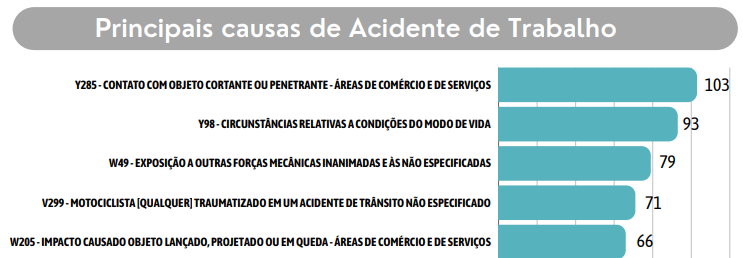 Principais causas de Acidente de Trabalho
Y285 - CONTATO COM OBJETO CORTANTE OU PENETRANTE - ÁREAS DE COMÉRCIO E DE SERVIÇOS 103
Y98 - CIRCUNSTÂNCIAS RELATIVAS A CONDIÇÕES DO MODO DE VIDA 93
W49 - EXPOSIÇÃO A OUTRAS FORÇAS MECÂNICAS INANIMADAS E ÀS NÃO ESPECIFICADAS 79
V299 - MOTOCICLISTA [QUALQUER] TRAUMATIZADO EM UM ACIDENTE DE TRÂNSITO NÃO ESPECIFICADO 71
W205 - IMPACTO CAUSADO OBJETO LANÇADO, PROJETADO OU EM QUEDA - ÁREAS DE COMÉRCIO E DE SERVIÇOS 66